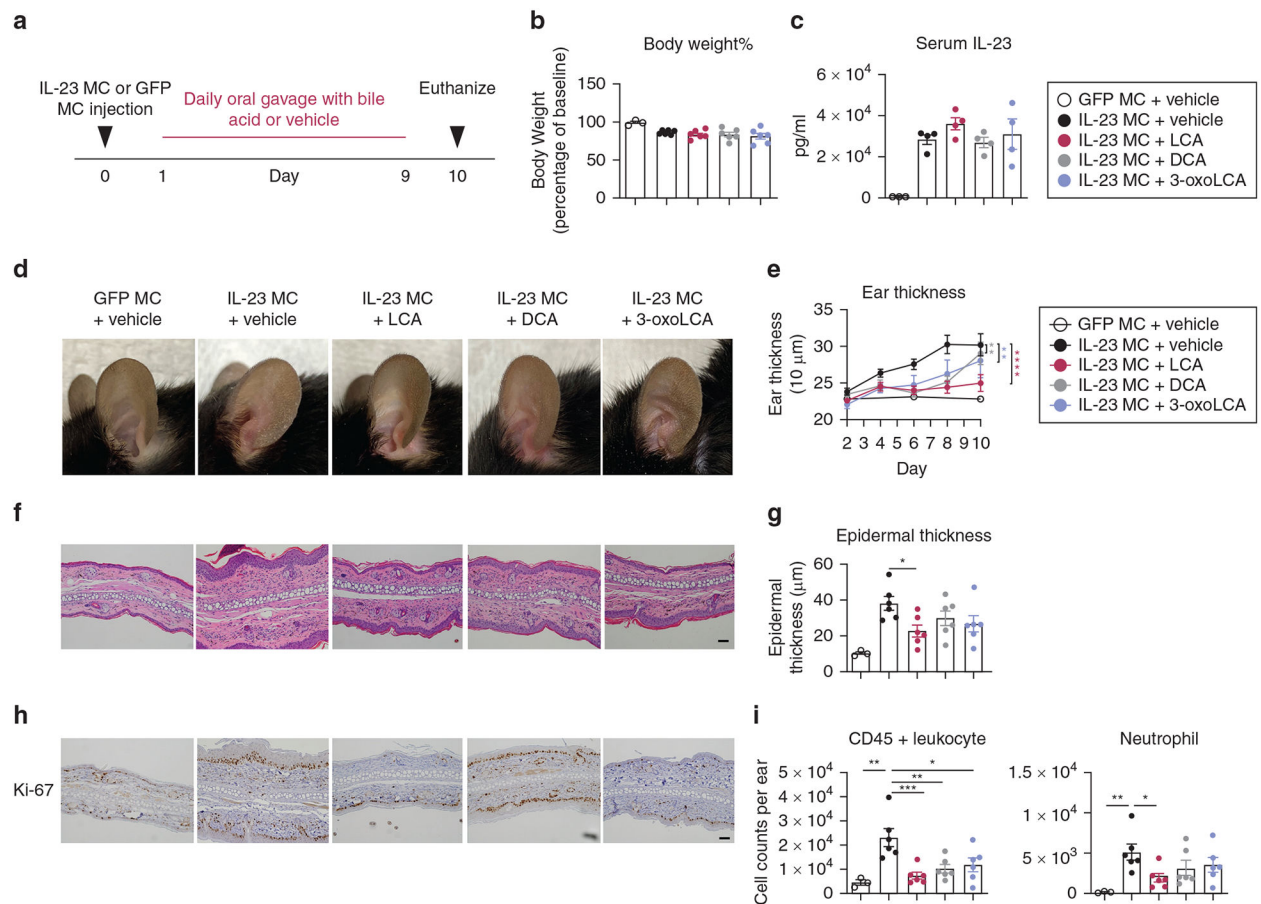 a
IL-23 MC or GFP
MC injection
Daily oral gavage with bile
acid or vehicle
Euthanize
0
1
Day
9
10
b
Body weight%
Body Weight
(percentage of baseline)
150
100
50
0
c
Serum IL-23
pg/ml
6 × 10⁴
4 × 10⁴
2 × 10⁴
0
GFP MC + vehicle
IL-23 MC + vehicle
IL-23 MC + LCA
IL-23 MC + DCA
IL-23 MC + 3-oxoLCA
d
GFP MC
+ vehicle
IL-23 MC
+ vehicle
IL-23 MC
+ LCA
IL-23 MC
+ DCA
IL-23 MC
+ 3-oxoLCA
e
Ear thickness
Ear thickness
(10 μm)
35
30
25
20
2 3 4 5 6 7 8 9 10
Day
**
**
****
GFP MC + vehicle
IL-23 MC + vehicle
IL-23 MC + LCA
IL-23 MC + DCA
IL-23 MC + 3-oxoLCA
f
g
Epidermal thickness
Epidermal
thickness (μm)
60
40
20
0
*
h
Ki-67
i
CD45 + leukocyte
Cell counts per ear
5 × 10⁴
4 × 10⁴
3 × 10⁴
2 × 10⁴
1 × 10⁴
0
**
*
**
***
Neutrophil
1.5 × 10⁴
1 × 10⁴
5 × 10³
0
**
*